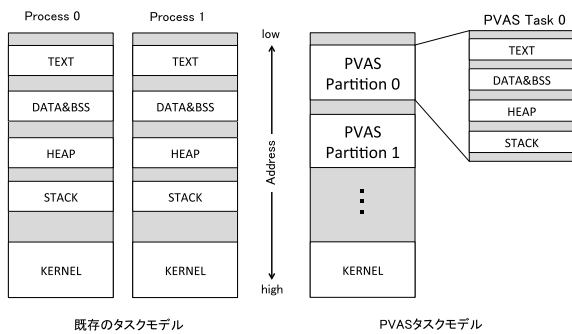 Process 0
TEXT
DATA&BSS
HEAP
STACK
KERNEL
Process 1
TEXT
DATA&BSS
HEAP
STACK
KERNEL
既存のタスクモデル
low
Address
high
PVAS
Partition 0
PVAS
Partition 1
KERNEL
PVAS Task 0
TEXT
DATA&BSS
HEAP
STACK
PVASタスクモデル